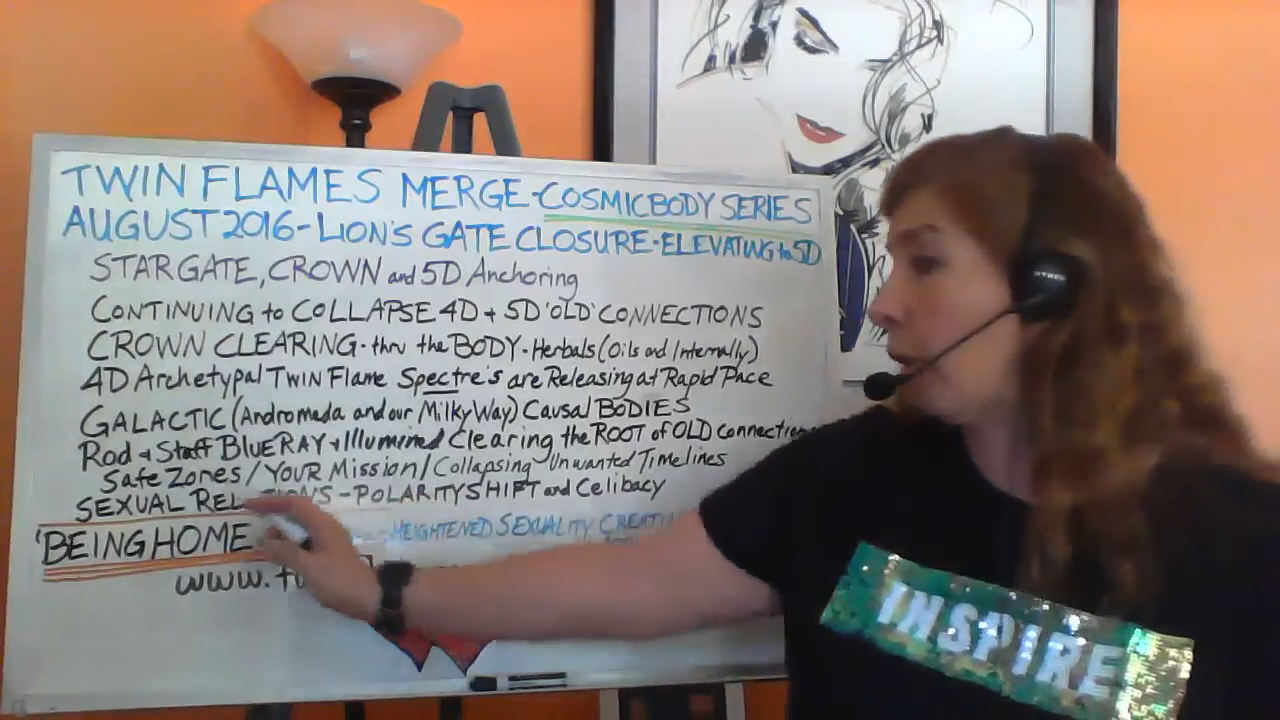 TWIN FLAMES MERGE-COSMIC BODY SERIES
AUGUST 2016-LION'S GATE CLOSURE-ELEVATING to 5D
STARGATE, CROWN and 5D Anchoring
CONTINUING to COLLAPSE 4D + 5D 'OLD' CONNECTIONS
CROWN CLEARING-thru the BODY-Herbals (Oils and Internally)
4D Archetypal TWIN Flame Spectre's are Releasing at Rapid Pace
GALACTIC (Andromeda and our Milky Way) Causal BODIES
Rod + Staff BLUE RAY + Illumined Clearing the ROOT of OLD connection
Safe Zones / YOUR Mission / Collapsing Unwanted Timelines
SEXUAL -POLARITY SHIFT and Celibacy
'BEING HOME HEIGHTENED SEXUALITY
www.
INSPIRE